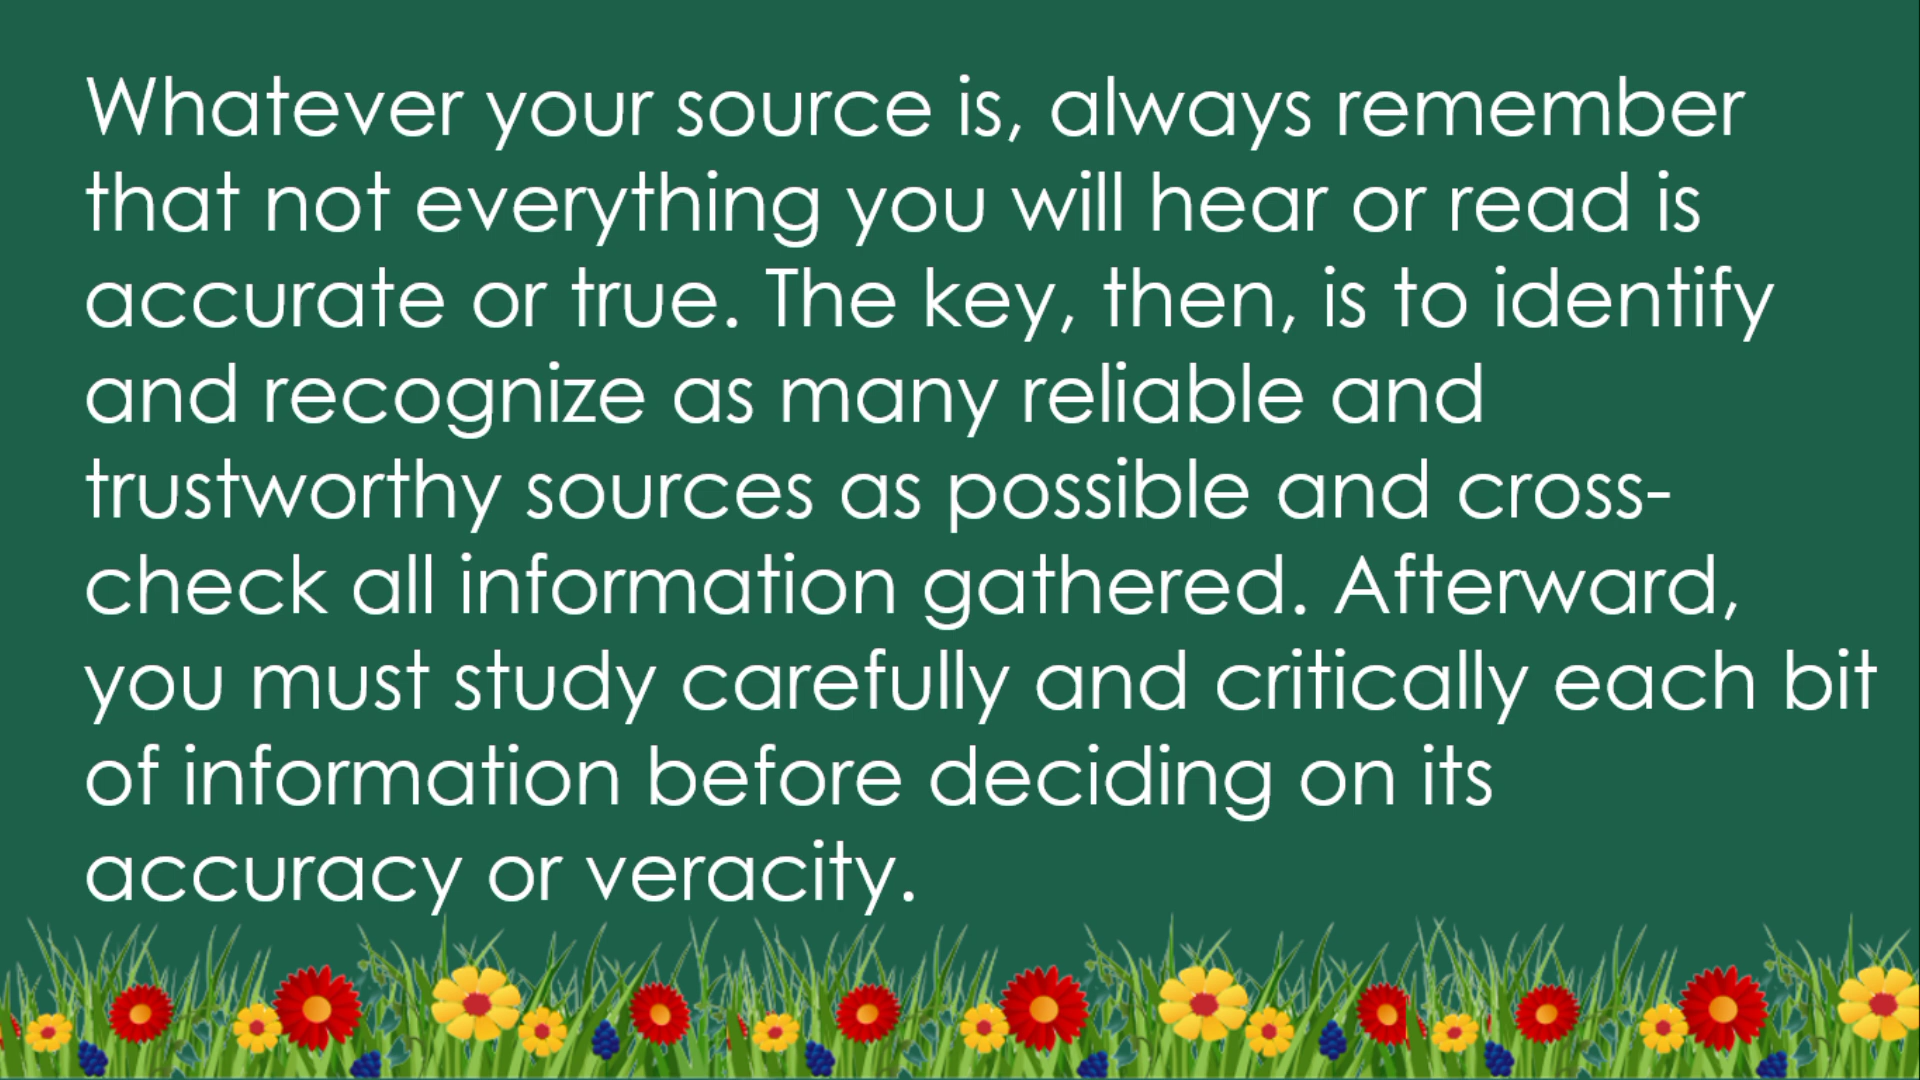 Whatever your source is, always remember
that not everything you will hear or read is
accurate or true. The key, then, is to identify
and recognize as many reliable and
trustworthy sources as possible and cross-
check all information gathered. Afterward,
you must study carefully and critically each bit
of information before deciding on its
accuracy or veracity.